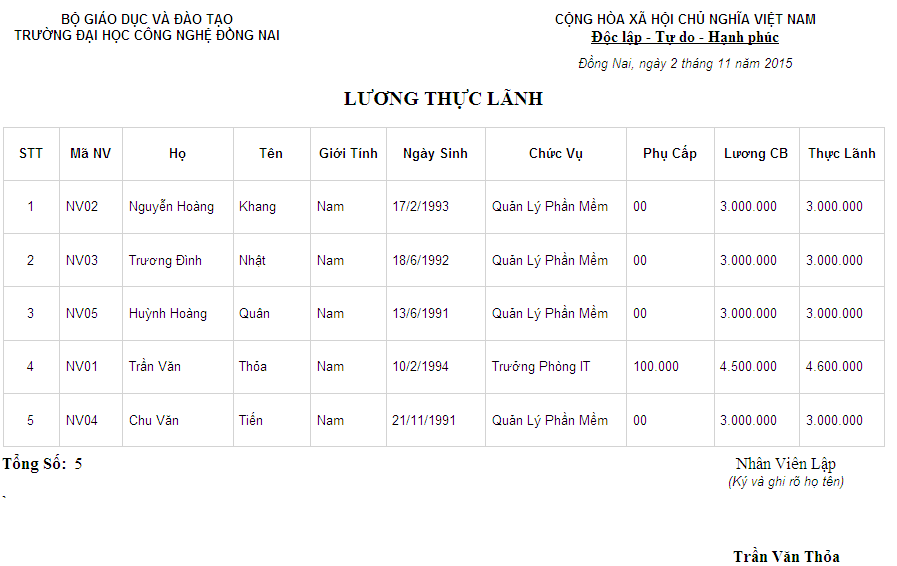 BỘ GIÁO DỤC VÀ ĐÀO TẠO
TRƯỜNG ĐẠI HỌC CÔNG NGHỆ ĐỒNG NAI
CỘNG HÒA XÃ HỘI CHỦ NGHĨA VIỆT NAM
Độc lập - Tự do - Hạnh phúc
Đồng Nai, ngày 2 tháng 11 năm 2015
LƯƠNG THỰC LÃNH
STT Mã NV Họ Tên Giới Tính Ngày Sinh Chức Vụ Phụ Cấp Lương CB Thực Lãnh
1 NV02 Nguyễn Hoàng Khang Nam 17/2/1993 Quản Lý Phần Mềm 00 3.000.000 3.000.000
2 NV03 Trương Đình Nhật Nam 18/6/1992 Quản Lý Phần Mềm 00 3.000.000 3.000.000
3 NV05 Huỳnh Hoàng Quân Nam 13/6/1991 Quản Lý Phần Mềm 00 3.000.000 3.000.000
4 NV01 Trần Văn Thỏa Nam 10/2/1994 Trưởng Phòng IT 100.000 4.500.000 4.600.000
5 NV04 Chu Văn Tiến Nam 21/11/1991 Quản Lý Phần Mềm 00 3.000.000 3.000.000
Tổng Số: 5
Nhân Viên Lập
(Ký và ghi rõ họ tên)
`
Trần Văn Thỏa